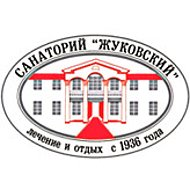 САНАТОРИЙ "ЖУКОВСКИЙ"
лечение и отдых с 1936 года